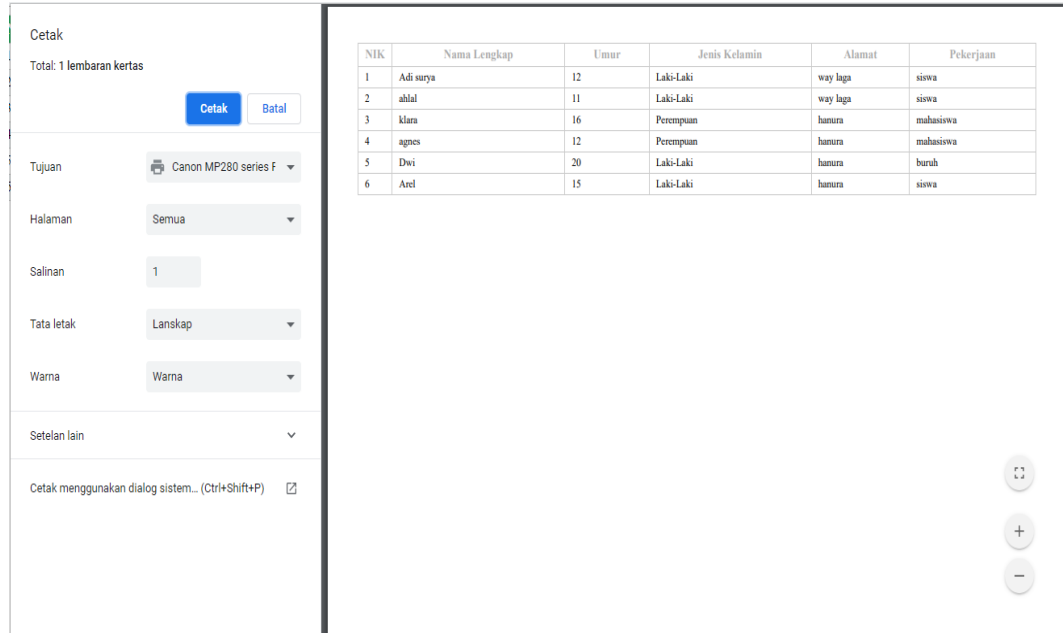 Cetak
Total: 1 lembaran kertas
Cetak Batal
Tujuan Canon MP280 series F
Halaman Semua
Salinan 1
Tata letak Lanskap
Warna Warna
Setelan lain
Cetak menggunakan dialog sistem... (Ctrl+Shift+P)
NIK Nama Lengkap Umur Jenis Kelamin Alamat Pekerjaan
1 Adi surya 12 Laki-Laki way laga siswa
2 ahlal 11 Laki-Laki way laga siswa
3 klara 16 Perempuan hanura mahasiswa
4 agnes 12 Perempuan hanura mahasiswa
5 Dwi 20 Laki-Laki hanura buruh
6 Arel 15 Laki-Laki hanura siswa